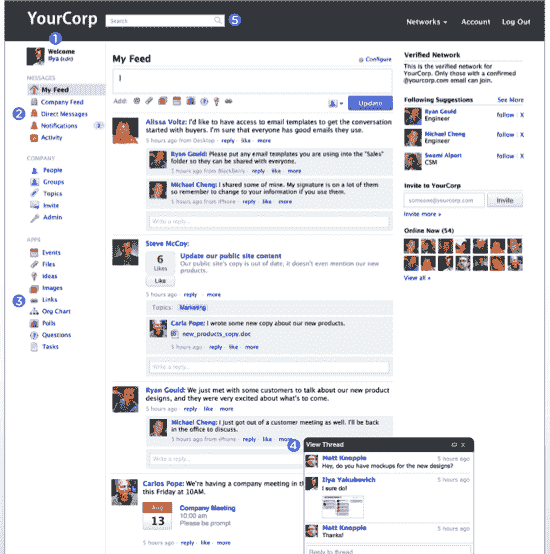 YourCorp
Search
5
Networks
Account
Log Out
1
Welcome
Ilya (edit)
MESSAGES
My Feed
Company Feed
2
Direct Messages
Notifications
Activity
COMPANY
People
Groups
Topics
Invite
Admin
APPS
Events
Files
Ideas
Images
3
Links
Org Chart
Polls
Questions
Tasks
My Feed
Configure
Add:
Update
Alissa Voltz: I'd like to have access to email templates to get the conversation
started with buyers. I'm sure that everyone has good emails they use.
5 hours ago from Desktop · reply · like · more
Ryan Gould: Please put any email templates you are using into the "Sales"
folder so they can be shared with everyone.
5 hours ago from BlackBerry · reply · like · more
Michael Cheng: I shared some of mine. My signature is on a lot of them
so remember to change to your information if you use them.
5 hours ago from iPhone · reply · like · more
Write a reply...
Steve McCoy:
6
Likes
Like
Update our public site content
Our public site's copy is out of date, it doesn't even mention our new
products.
5 hours ago · reply · more
Topics: Marketing
Carla Pope: I wrote some new copy about our new products.
new_products_copy.doc
5 hours ago · reply · like · more
Write a reply...
Ryan Gould: We just met with some customers to talk about our new product
designs, and they were very excited about what's to come.
5 hours ago · reply · like · more
Michael Cheng: I just got out of a customer meeting as well. I'll be back
in the office to discuss.
5 hours ago from iPhone · reply · like · more
Write a reply...
Carlos Pope: We're having a company meeting in th
this Friday at 10AM.
Aug
13
Company Meeting
10:00 am
Please be prompt
5 hours ago · reply · like · more
Verified Network
This is the verified network for
YourCorp. Only those with a confirmed
@yourcorp.com email can join.
Following Suggestions
See More
Ryan Gould
Engineer
follow · X
Michael Cheng
Engineer
follow · X
Swami Alport
CSM
follow · X
Invite to YourCorp
someone@yourcorp.com
Invite
Invite more »
Online Now (54)
View all »
4
View Thread
X
Matt Knopple
5 hours ago
Hey, do you have mockups for the new designs?
Ilya Yakubovich
5 hours ago
I sure do!
Matt Knopple
5 hours ago
Thanks!
Reply to thread